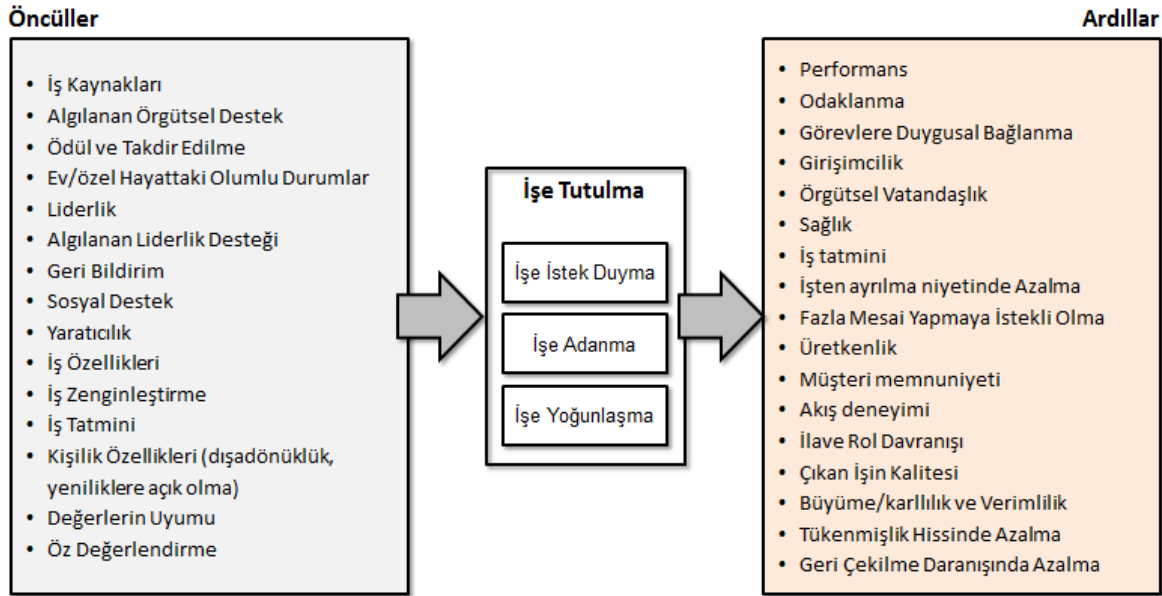 Öncüller
• İş Kaynakları
• Algılanan Örgütsel Destek
• Ödül ve Takdir Edilme
• Ev/özel Hayattaki Olumlu Durumlar
• Liderlik
• Algılanan Liderlik Desteği
• Geri Bildirim
• Sosyal Destek
• Yaratıcılık
• İş Özellikleri
• İş Zenginleştirme
• İş Tatmini
• Kişilik Özellikleri (dışadönüklük,
yeniliklere açık olma)
• Değerlerin Uyumu
• Öz Değerlendirme
İşe Tutulma
İşe İstek Duyma
İşe Adanma
İşe Yoğunlaşma
Ardıllar
• Performans
• Odaklanma
• Görevlere Duygusal Bağlanma
• Girişimcilik
• Örgütsel Vatandaşlık
• Sağlık
• İş tatmini
• İşten ayrılma niyetinde Azalma
• Fazla Mesai Yapmaya İstekli Olma
• Üretkenlik
• Müşteri memnuniyeti
• Akış deneyimi
• İlave Rol Davranışı
• Çıkan İşin Kalitesi
• Büyüme/karllılık ve Verimlilik
• Tükenmişlik Hissinde Azalma
• Geri Çekilme Daranışında Azalma